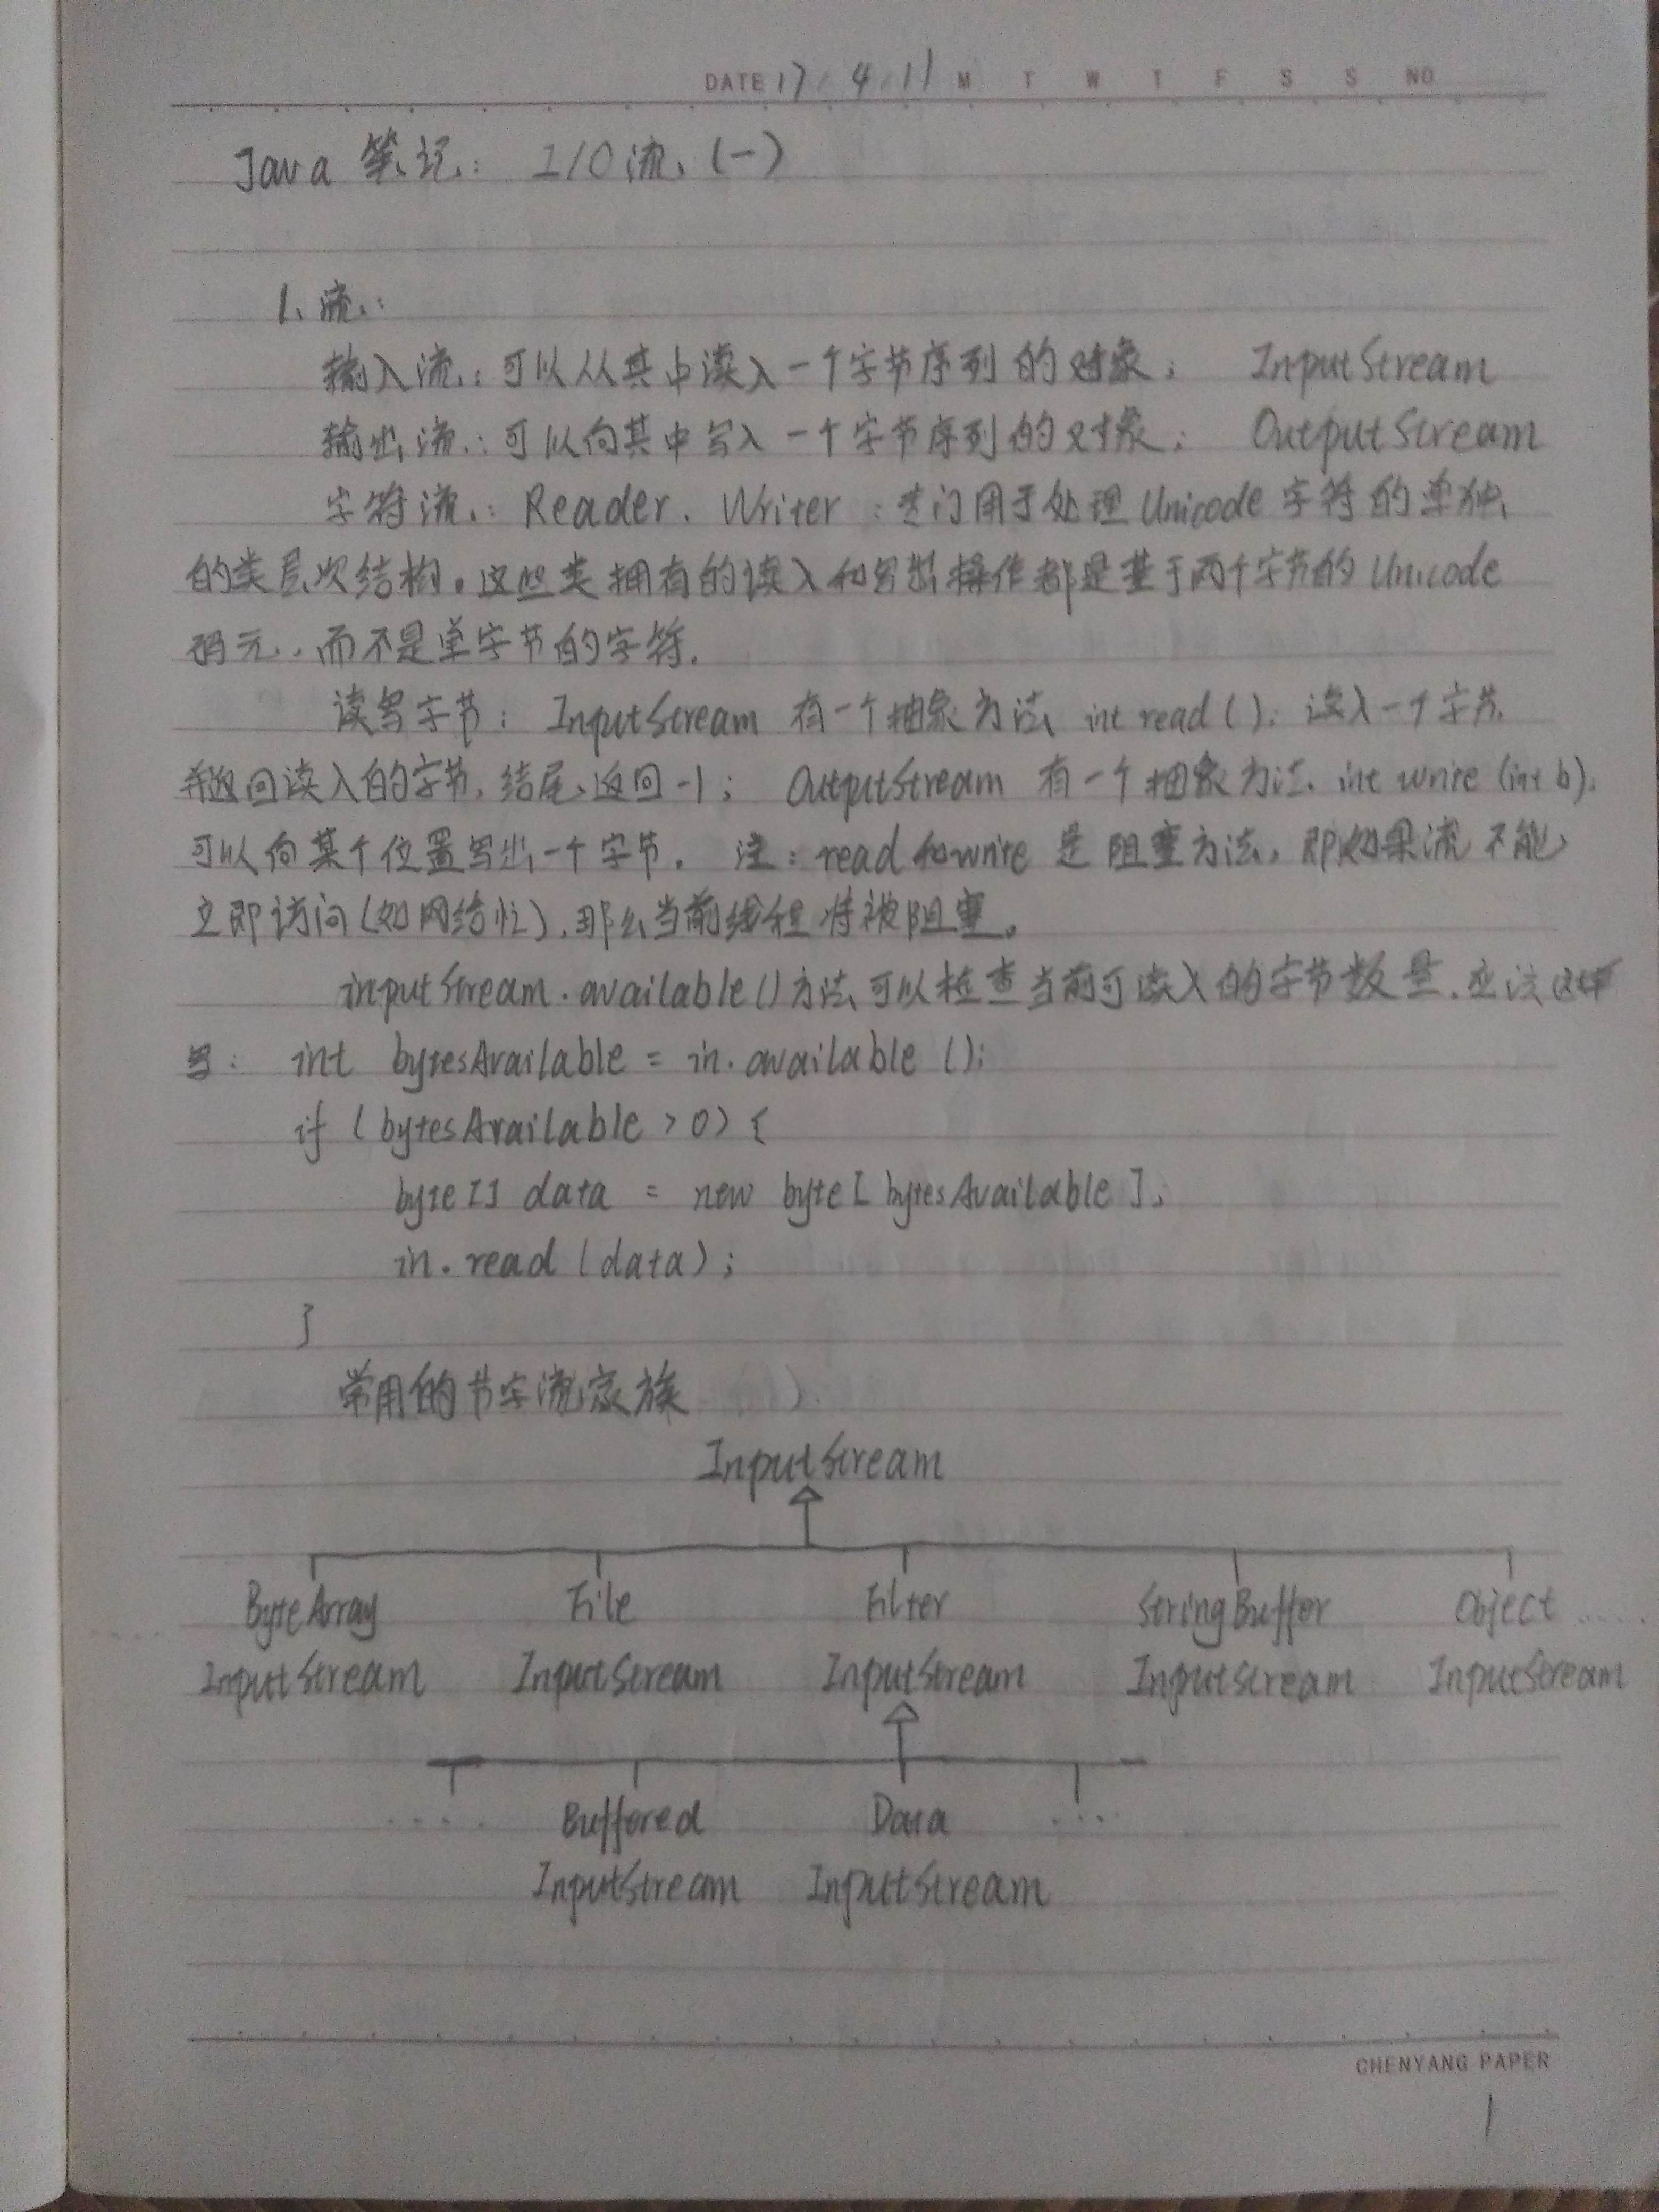 DATE 17 4 11 M T W T F S S NO
Java 笔记: I/O流 (一)
1、流:
输入流: 可以从其中读入一个字节序列的对象; InputStream
输出流: 可以向其中写入一个字节序列的对象; OutputStream
字符流: Reader、Writer : 专门用于处理Unicode字符的单独
的类层次结构。这些类拥有的读入和写出操作都是基于两个字节的Unicode
码元, 而不是单字节的字符.
读写字节: InputStream 有一个抽象方法 int read(); 读入一个字节,
并返回读入的字节, 结尾返回-1; OutputStream 有一个抽象方法. int write (int b);
可以向某个位置写出一个字节. 注: read和write 是阻塞方法, 即如果流不能
立即访问(如网络忙), 那么当前线程将被阻塞。
inputStream.available()方法可以检查当前可读入的字节数量. 应该这样
写: int bytesAvailable = in.available ();
if (bytesAvailable > 0) {
byte[] data = new byte[ bytesAvailable ];
in.read (data);
}
常用的节字流家族
InputStream
ByteArray File Filter StringBuffer Object .....
..... InputStream InputStream InputStream InputStream InputStream
..... Buffered Data ....
InputStream InputStream
CHENYANG PAPER
1